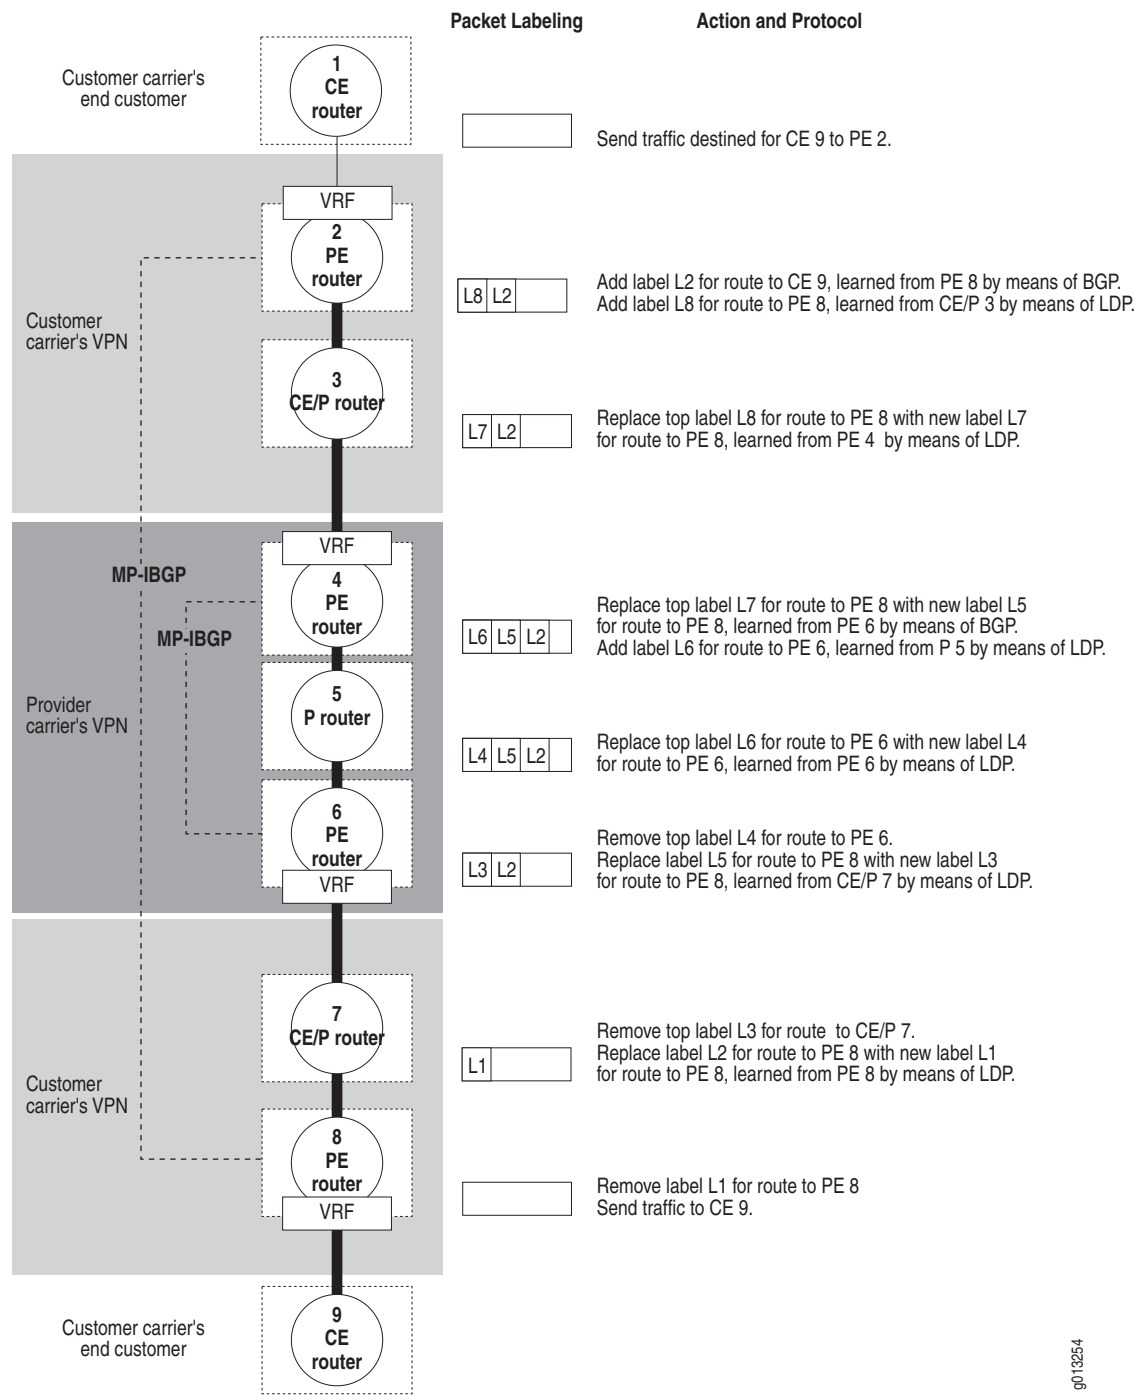 Packet Labeling
Action and Protocol
Customer carrier's
end customer
1
CE
router
Send traffic destined for CE 9 to PE 2.
VRF
2
PE
router
L8 L2
Add label L2 for route to CE 9, learned from PE 8 by means of BGP.
Add label L8 for route to PE 8, learned from CE/P 3 by means of LDP.
Customer
carrier's VPN
3
CE/P router
L7 L2
Replace top label L8 for route to PE 8 with new label L7
for route to PE 8, learned from PE 4 by means of LDP.
VRF
MP-IBGP
4
PE
router
MP-IBGP
L6 L5 L2
Replace top label L7 for route to PE 8 with new label L5
for route to PE 8, learned from PE 6 by means of BGP.
Add label L6 for route to PE 6, learned from P 5 by means of LDP.
Provider
carrier's VPN
5
P router
L4 L5 L2
Replace top label L6 for route to PE 6 with new label L4
for route to PE 6, learned from PE 6 by means of LDP.
6
PE
router
VRF
L3 L2
Remove top label L4 for route to PE 6.
Replace label L5 for route to PE 8 with new label L3
for route to PE 8, learned from CE/P 7 by means of LDP.
7
CE/P router
L1
Remove top label L3 for route to CE/P 7.
Replace label L2 for route to PE 8 with new label L1
for route to PE 8, learned from PE 8 by means of LDP.
Customer
carrier's VPN
8
PE
router
VRF
Remove label L1 for route to PE 8
Send traffic to CE 9.
Customer carrier's
end customer
9
CE
router
g013254